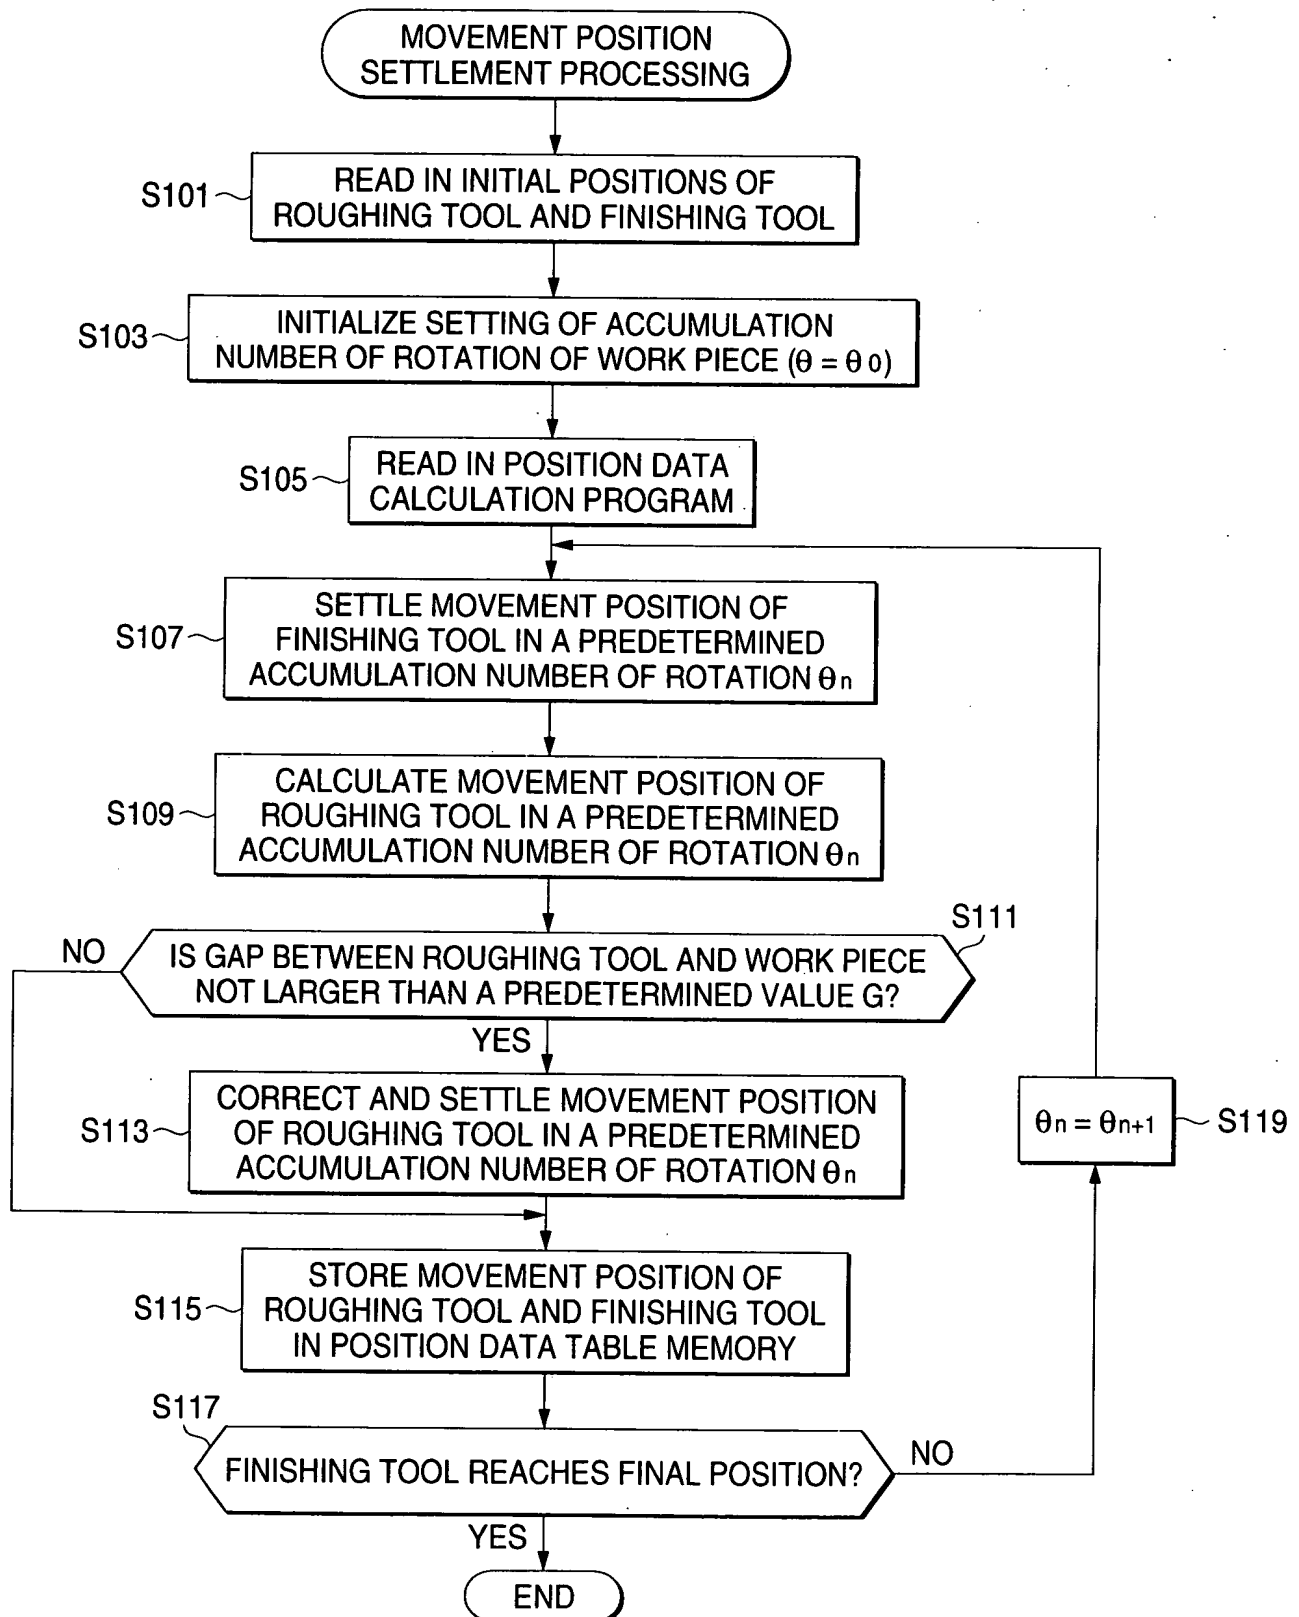 MOVEMENT POSITION
SETTLEMENT PROCESSING
S101
READ IN INITIAL POSITIONS OF
ROUGHING TOOL AND FINISHING TOOL
S103
INITIALIZE SETTING OF ACCUMULATION
NUMBER OF ROTATION OF WORK PIECE (θ = θ0)
S105
READ IN POSITION DATA
CALCULATION PROGRAM
S107
SETTLE MOVEMENT POSITION OF
FINISHING TOOL IN A PREDETERMINED
ACCUMULATION NUMBER OF ROTATION θn
S109
CALCULATE MOVEMENT POSITION OF
ROUGHING TOOL IN A PREDETERMINED
ACCUMULATION NUMBER OF ROTATION θn
S111
NO
IS GAP BETWEEN ROUGHING TOOL AND WORK PIECE
NOT LARGER THAN A PREDETERMINED VALUE G?
YES
S113
CORRECT AND SETTLE MOVEMENT POSITION
OF ROUGHING TOOL IN A PREDETERMINED
ACCUMULATION NUMBER OF ROTATION θn
θn = θn+1
S119
S115
STORE MOVEMENT POSITION OF
ROUGHING TOOL AND FINISHING TOOL
IN POSITION DATA TABLE MEMORY
S117
FINISHING TOOL REACHES FINAL POSITION?
NO
YES
END